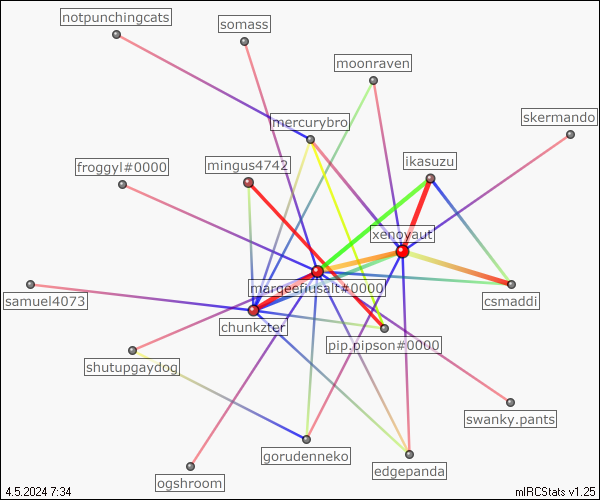 notpunchingcats
somass
moonraven
skermando
mercurybro
froggyl#0000
mingus4742
ikasuzu
xenoyaut
samuel4073
margeefiusalt#0000
csmaddi
chunkzter
pip.pipson#0000
shutupgaydog
swanky.pants
gorudenneko
edgepanda
ogshroom
4.5.2024 7:34
mIRCStats v1.25